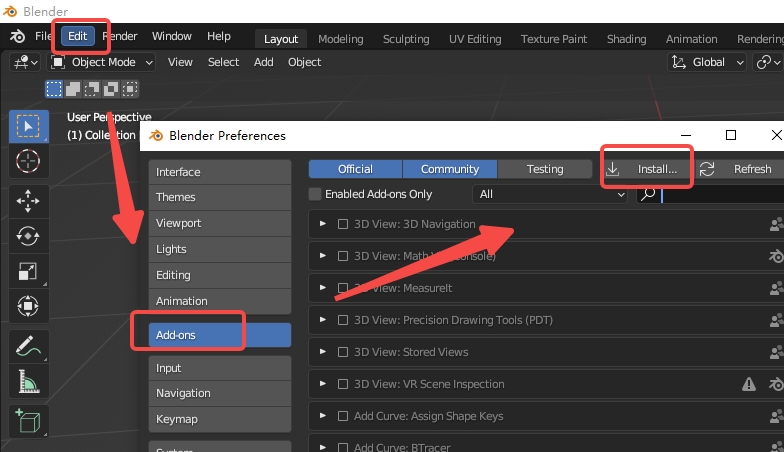 Blender
File Edit Render Window Help Layout Modeling Sculpting UV Editing Texture Paint Shading Animation Rendering
Object Mode View Select Add Object Global
User Perspective
(1) Collection
Blender Preferences
Interface
Themes
Viewport
Lights
Editing
Animation
Add-ons
Input
Navigation
Keymap
System
Official Community Testing Install... Refresh
Enabled Add-ons Only All
3D View: 3D Navigation
3D View: Math
3D View: MeasureIt
3D View: Precision Drawing Tools (PDT)
3D View: Stored Views
3D View: VR Scene Inspection
Add Curve: Assign Shape Keys
Add Curve: BTracer